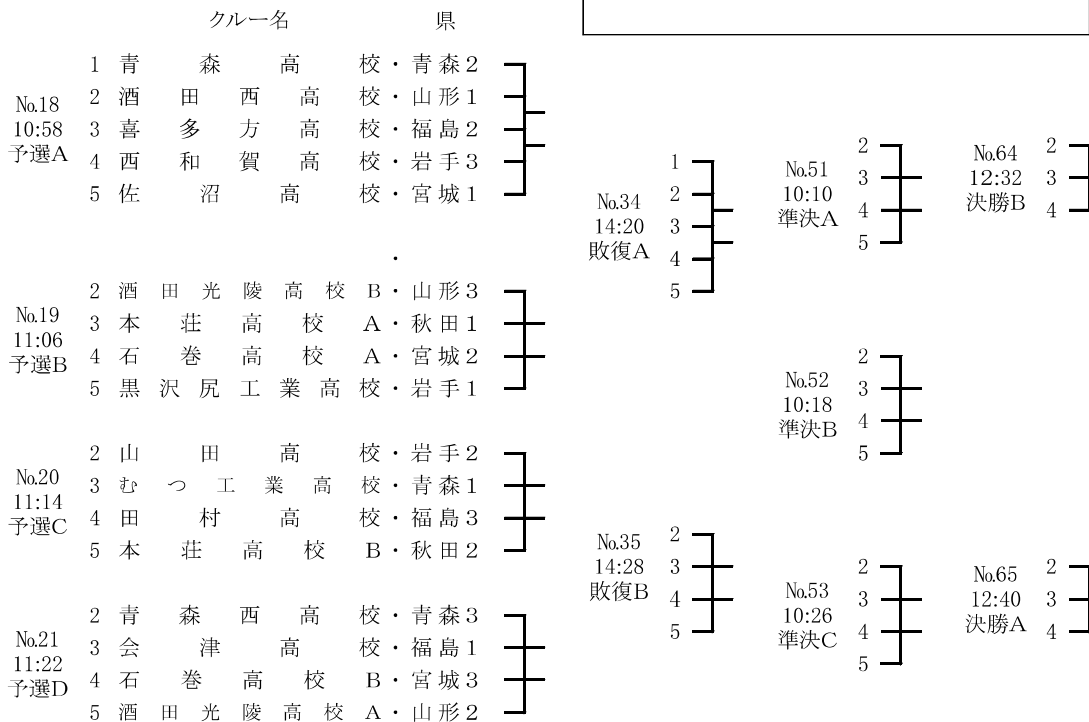 クルー名 県
No.18
10:58
予選A
1 青森高校・青森2
2 酒田西高校・山形1
3 喜多方高校・福島2
4 西和賀高校・岩手3
5 佐沼高校・宮城1
・
No.19
11:06
予選B
2 酒田光陵高校B・山形3
3 本荘高校A・秋田1
4 石巻高校A・宮城2
5 黒沢尻工業高校・岩手1
No.20
11:14
予選C
2 山田高校・岩手2
3 むつ工業高校・青森1
4 田村高校・福島3
5 本荘高校B・秋田2
No.21
11:22
予選D
2 青森西高校・青森3
3 会津高校・福島1
4 石巻高校B・宮城3
5 酒田光陵高校A・山形2
No.34
14:20
敗復A
1
2
3
4
5
No.35
14:28
敗復B
2
3
4
5
No.51
10:10
準決A
2
3
4
5
No.52
10:18
準決B
2
3
4
5
No.53
10:26
準決C
2
3
4
5
No.64
12:32
決勝B
2
3
4
No.65
12:40
決勝A
2
3
4